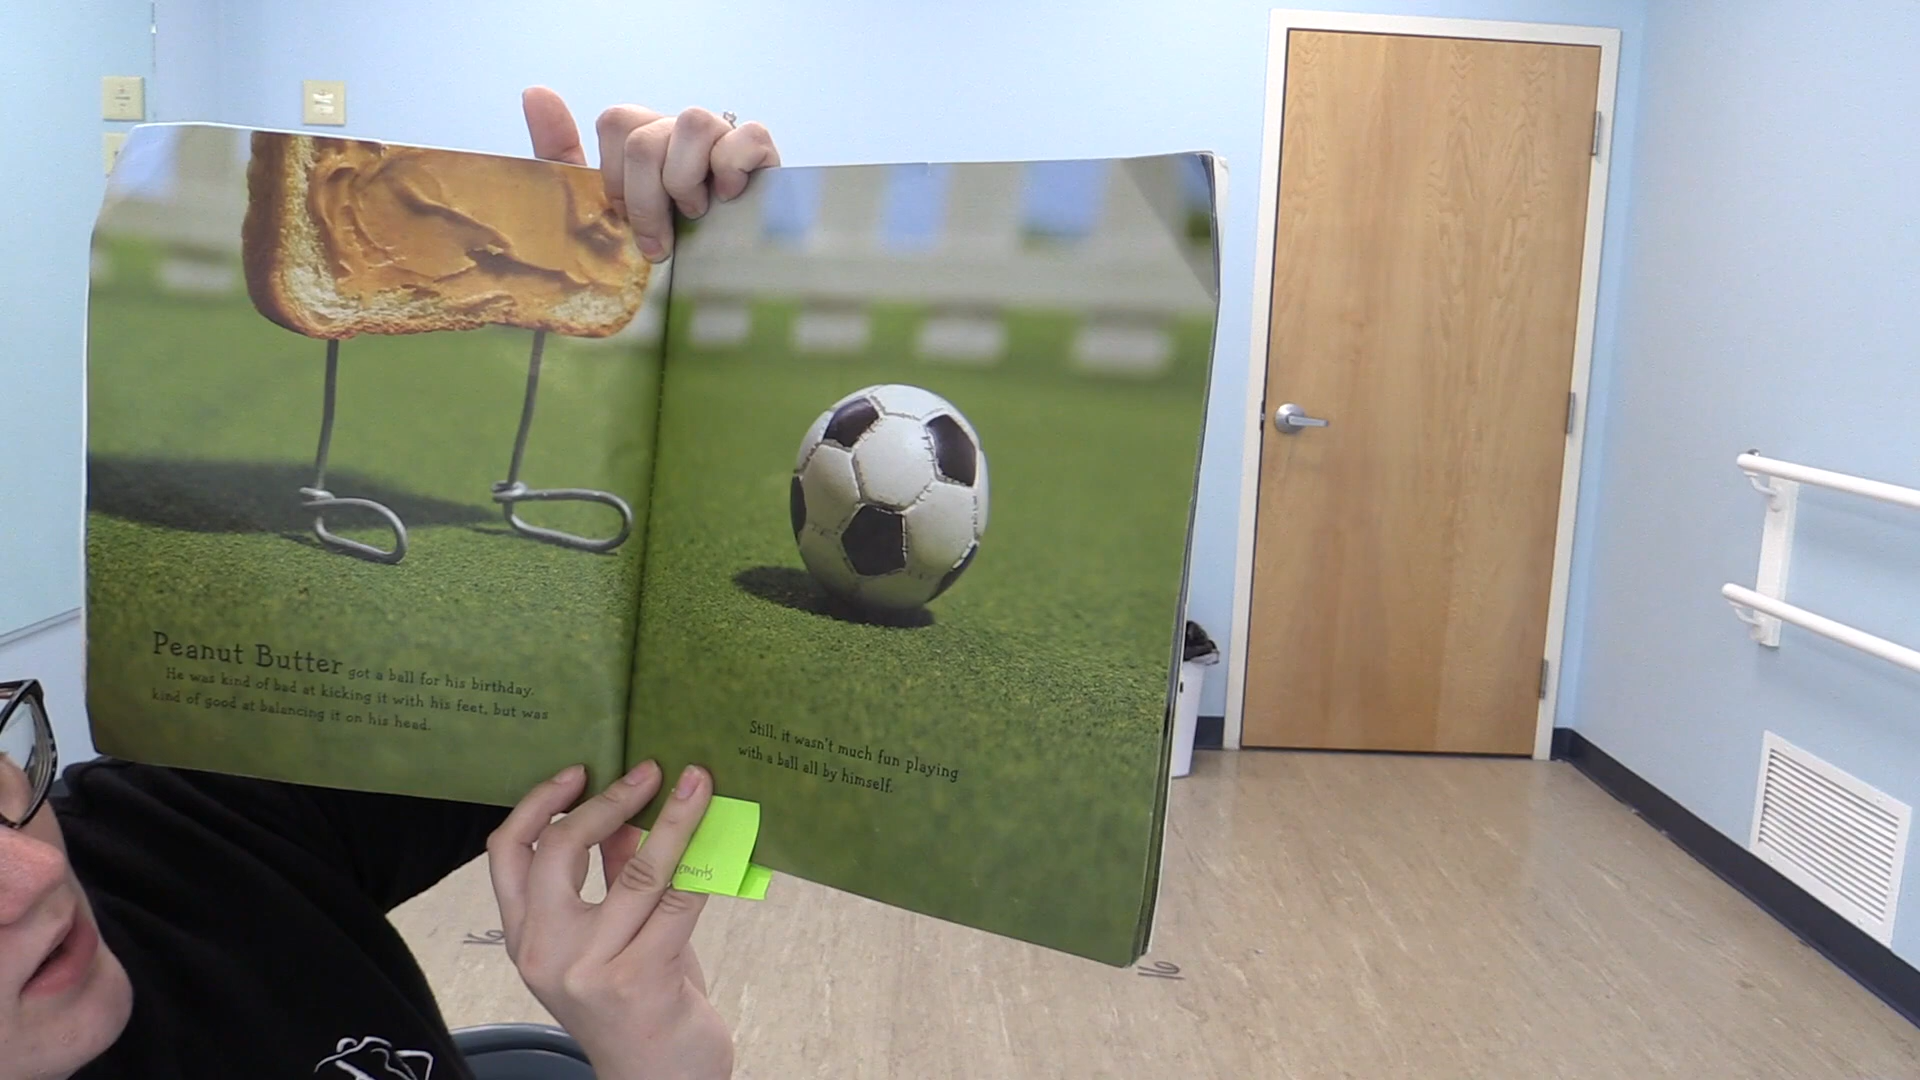 Peanut Butter got a ball for his birthday.
He was kind of bad at kicking it with his feet, but was
kind of good at balancing it on his head.
Still, it wasn't much fun playing
with a ball all by himself.